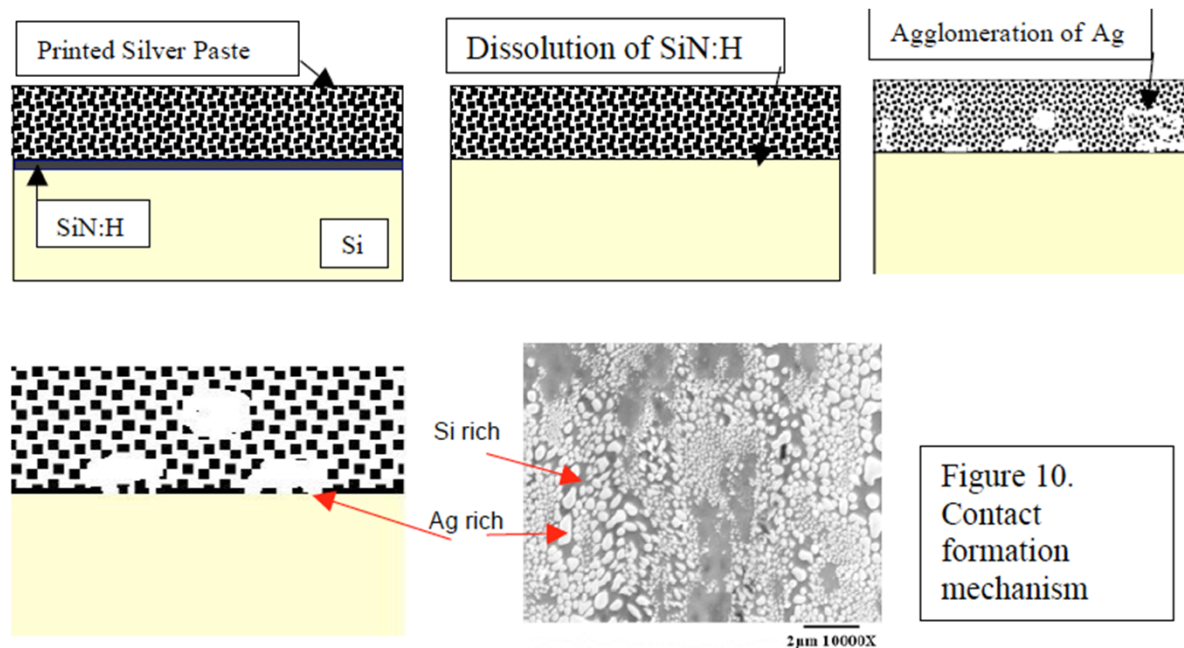 Printed Silver Paste
Dissolution of SiN:H
Agglomeration of Ag
SiN:H
Si
Si rich
Ag rich
2µm 10000X
Figure 10.
Contact
formation
mechanism